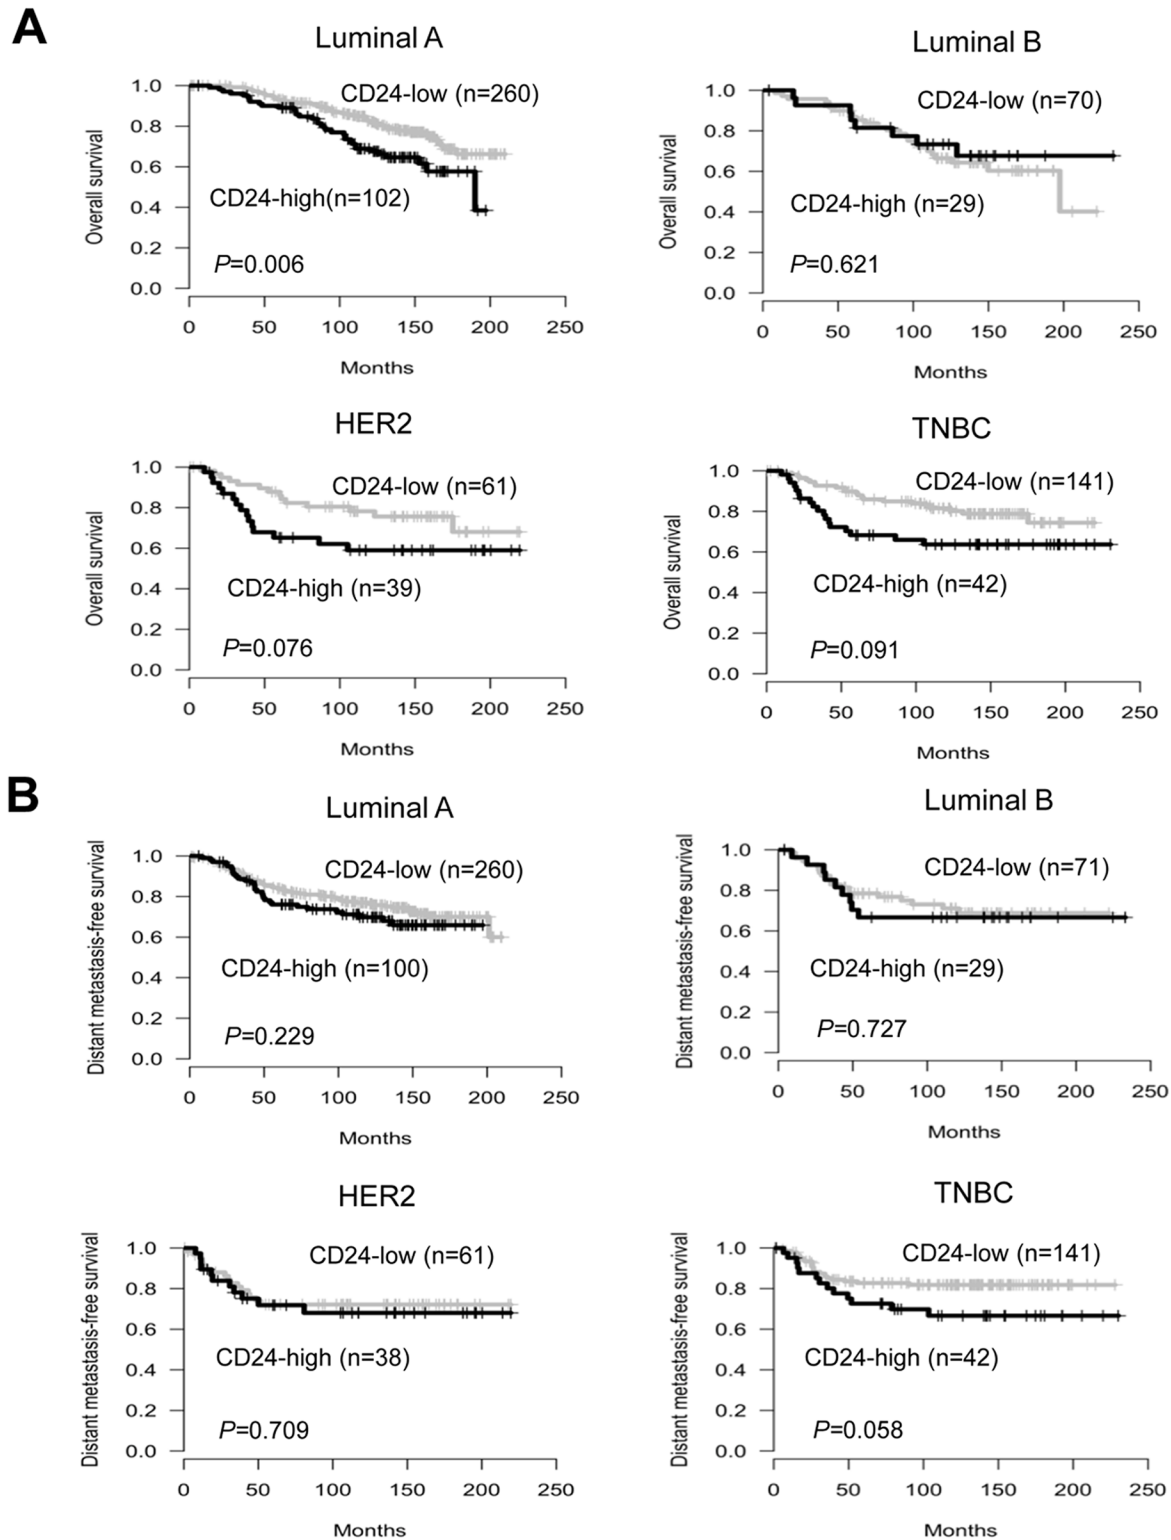 A
Luminal A
Overall survival
1.0
0.8
0.6
0.4
0.2
0.0
CD24-low (n=260)
CD24-high(n=102)
P=0.006
0 50 100 150 200 250
Months
Luminal B
Overall survival
1.0
0.8
0.6
0.4
0.2
0.0
CD24-low (n=70)
CD24-high (n=29)
P=0.621
0 50 100 150 200 250
Months
HER2
Overall survival
1.0
0.8
0.6
0.4
0.2
0.0
CD24-low (n=61)
CD24-high (n=39)
P=0.076
0 50 100 150 200 250
Months
TNBC
Overall survival
1.0
0.8
0.6
0.4
0.2
0.0
CD24-low (n=141)
CD24-high (n=42)
P=0.091
0 50 100 150 200 250
Months
B
Luminal A
Distant metastasis-free survival
1.0
0.8
0.6
0.4
0.2
0.0
CD24-low (n=260)
CD24-high (n=100)
P=0.229
0 50 100 150 200 250
Months
Luminal B
Distant metastasis-free survival
1.0
0.8
0.6
0.4
0.2
0.0
CD24-low (n=71)
CD24-high (n=29)
P=0.727
0 50 100 150 200 250
Months
HER2
Distant metastasis-free survival
1.0
0.8
0.6
0.4
0.2
0.0
CD24-low (n=61)
CD24-high (n=38)
P=0.709
0 50 100 150 200 250
Months
TNBC
Distant metastasis-free survival
1.0
0.8
0.6
0.4
0.2
0.0
CD24-low (n=141)
CD24-high (n=42)
P=0.058
0 50 100 150 200 250
Months